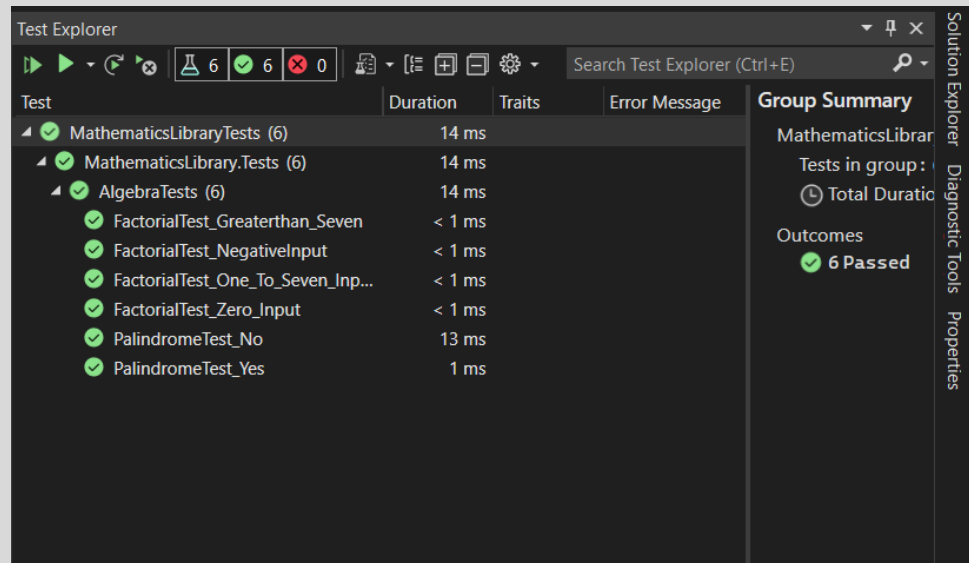 Test Explorer
6 6 0
Search Test Explorer (Ctrl+E)
Test Duration Traits Error Message
MathematicsLibraryTests (6) 14 ms
MathematicsLibrary.Tests (6) 14 ms
AlgebraTests (6) 14 ms
FactorialTest_Greaterthan_Seven < 1 ms
FactorialTest_NegativeInput < 1 ms
FactorialTest_One_To_Seven_Inp... < 1 ms
FactorialTest_Zero_Input < 1 ms
PalindromeTest_No 13 ms
PalindromeTest_Yes 1 ms
Group Summary
MathematicsLibrar
Tests in group:
Total Duratio
Outcomes
6 Passed
Solution Explorer
Diagnostic Tools
Properties